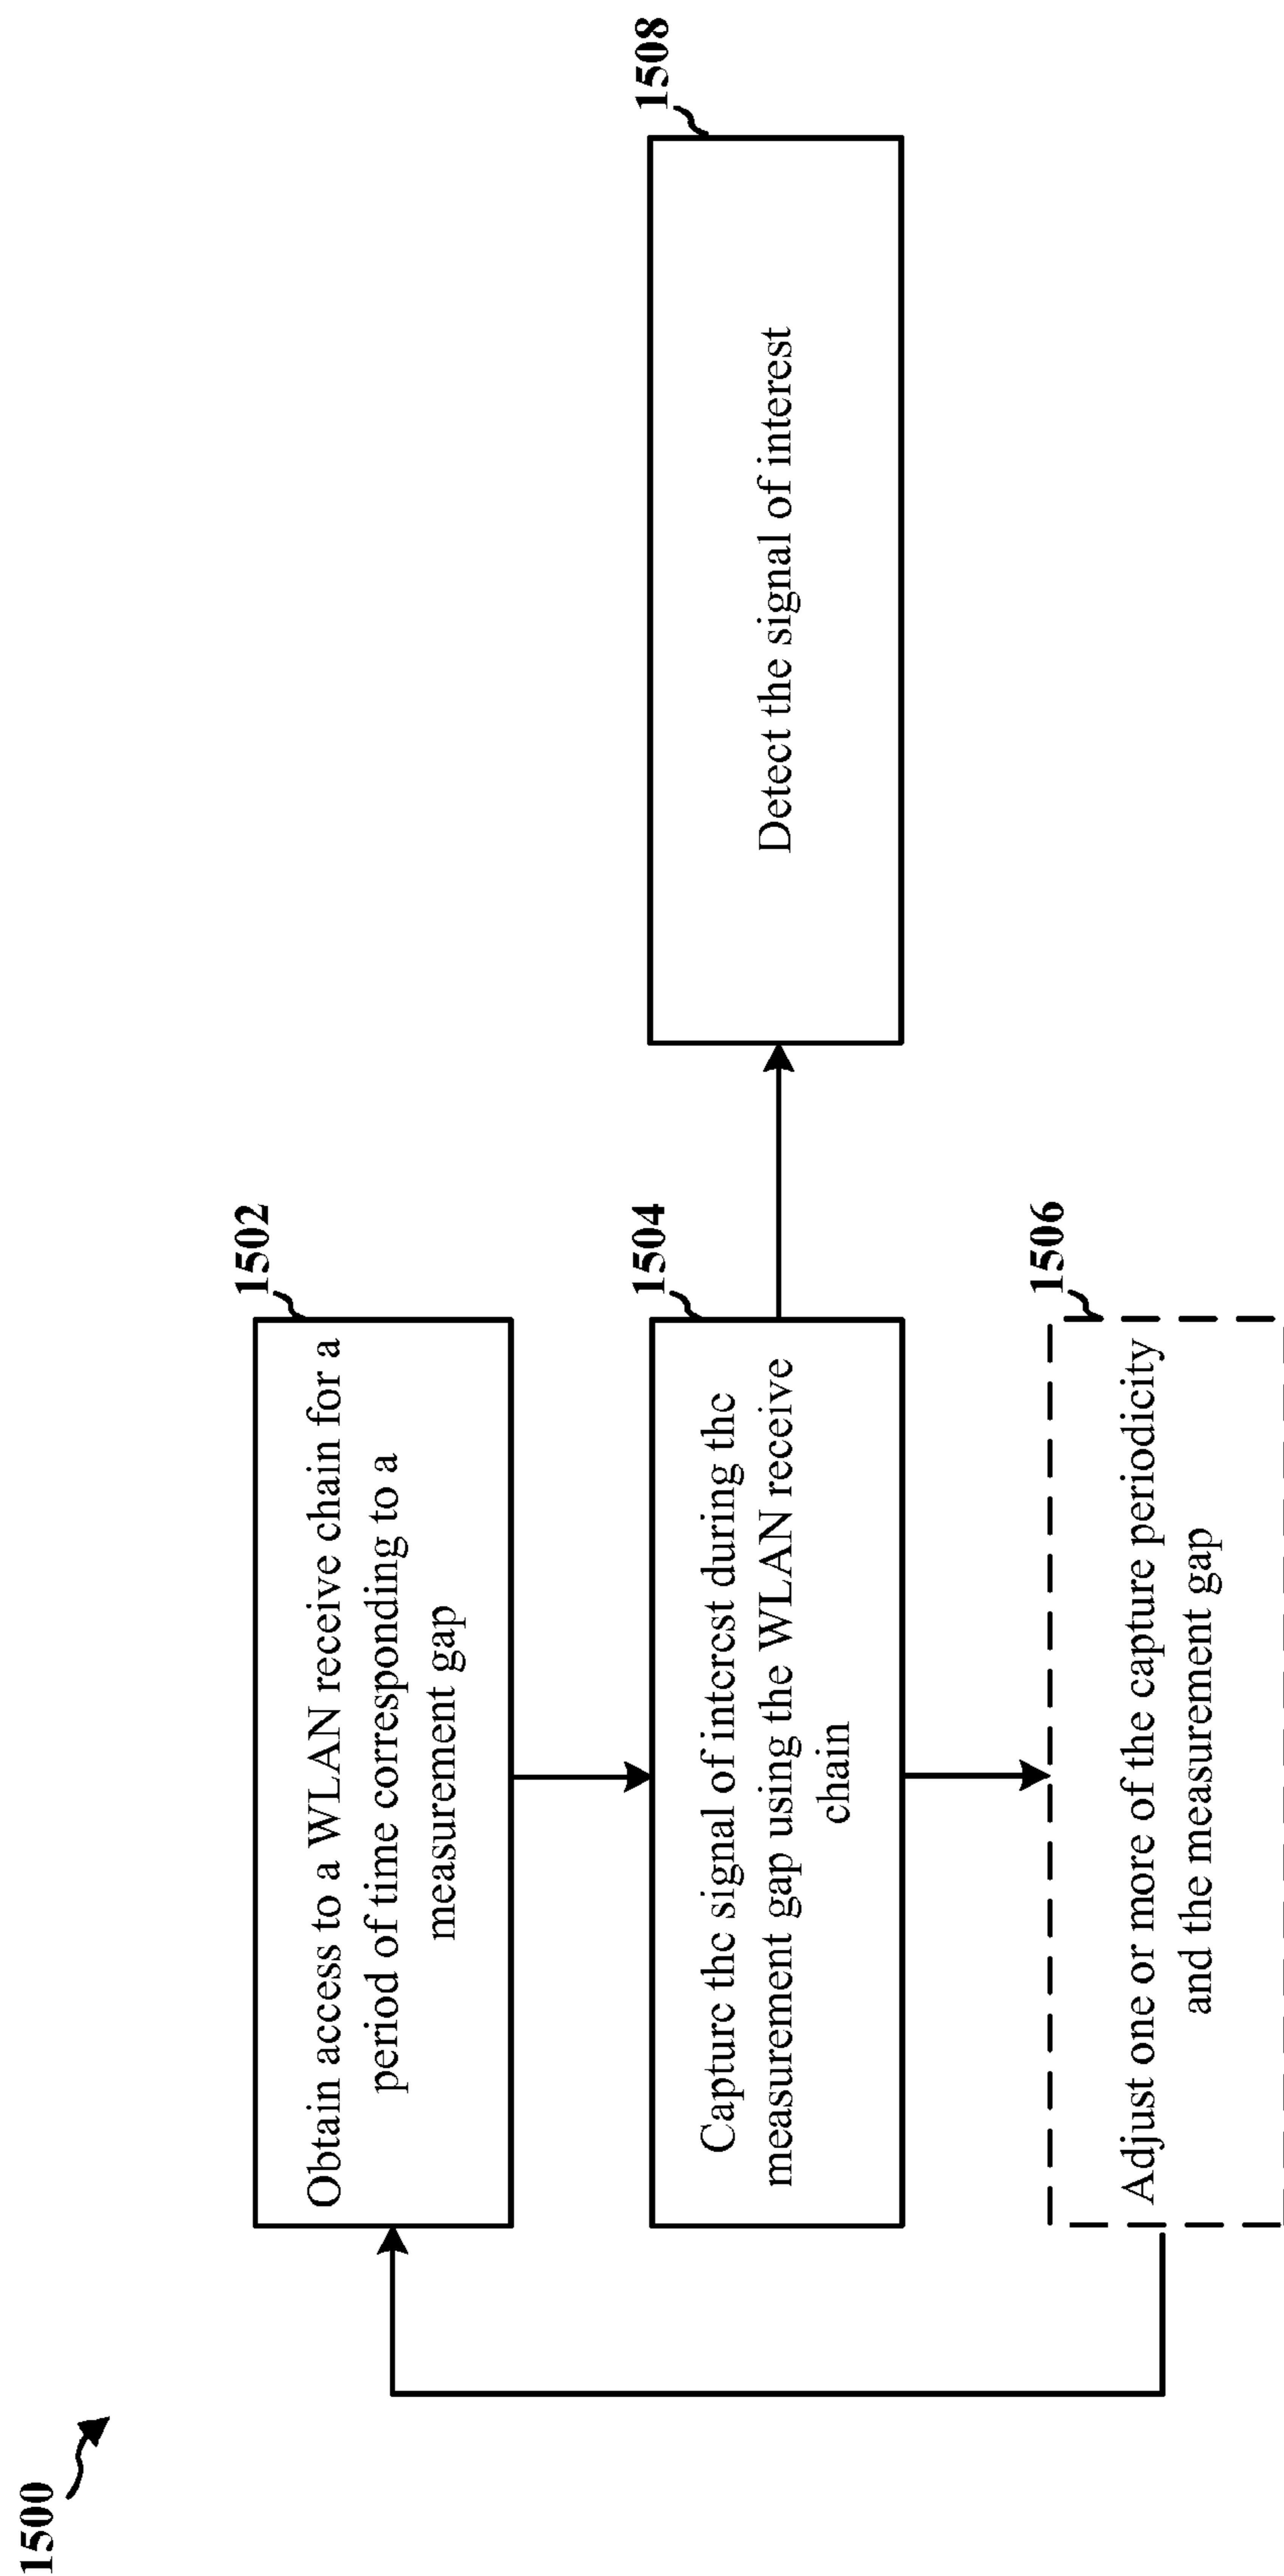 1500
1502
Obtain access to a WLAN receive chain for a
period of time corresponding to a
measurement gap
1504
Capture the signal of interest during the
measurement gap using the WLAN receive
chain
1508
Detect the signal of interest
1506
Adjust one or more of the capture periodicity
and the measurement gap